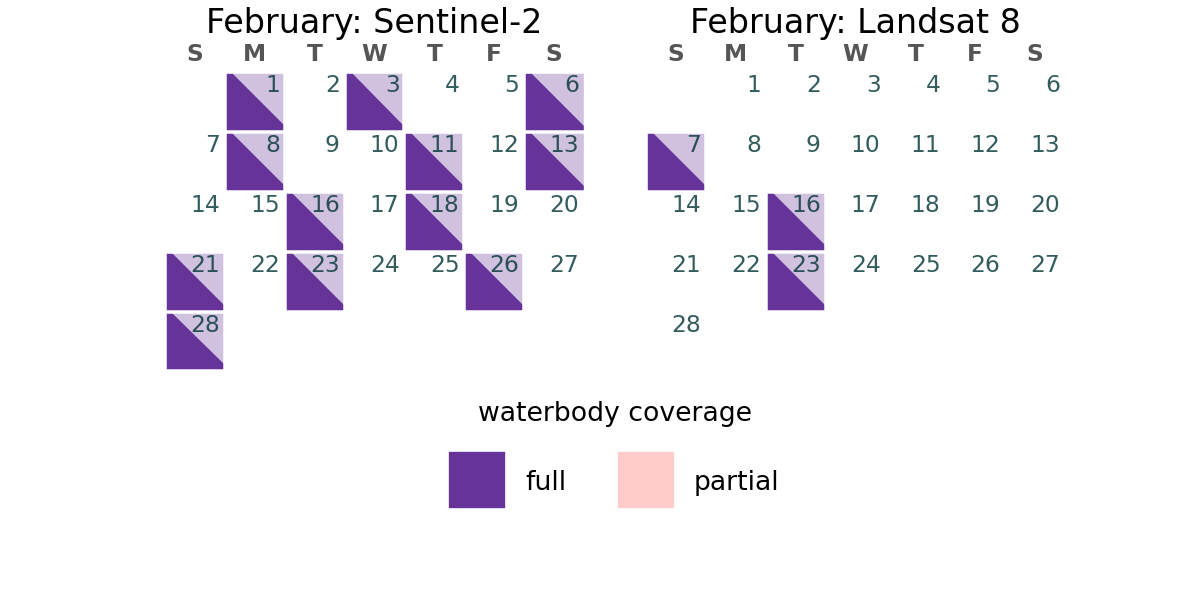 February: Sentinel-2
S M T W T F S
1 2 3 4 5 6
7 8 9 10 11 12 13
14 15 16 17 18 19 20
21 22 23 24 25 26 27
28
February: Landsat 8
S M T W T F S
1 2 3 4 5 6
7 8 9 10 11 12 13
14 15 16 17 18 19 20
21 22 23 24 25 26 27
28
waterbody coverage
full
partial